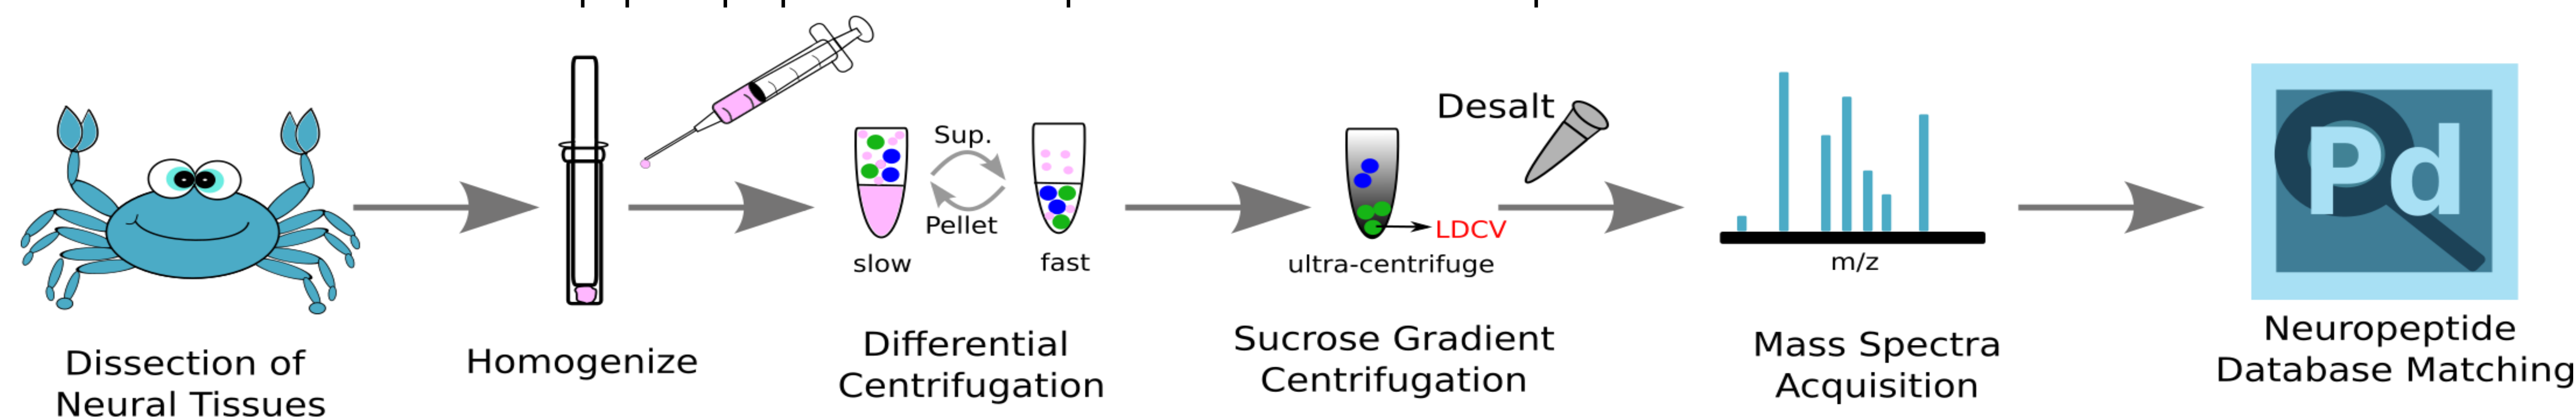 Dissection of
Neural Tissues
Homogenize
Sup.
Pellet
slow
fast
Differential
Centrifugation
Desalt
LDCV
ultra-centrifuge
Sucrose Gradient
Centrifugation
m/z
Mass Spectra
Acquisition
Pd
Neuropeptide
Database Matching